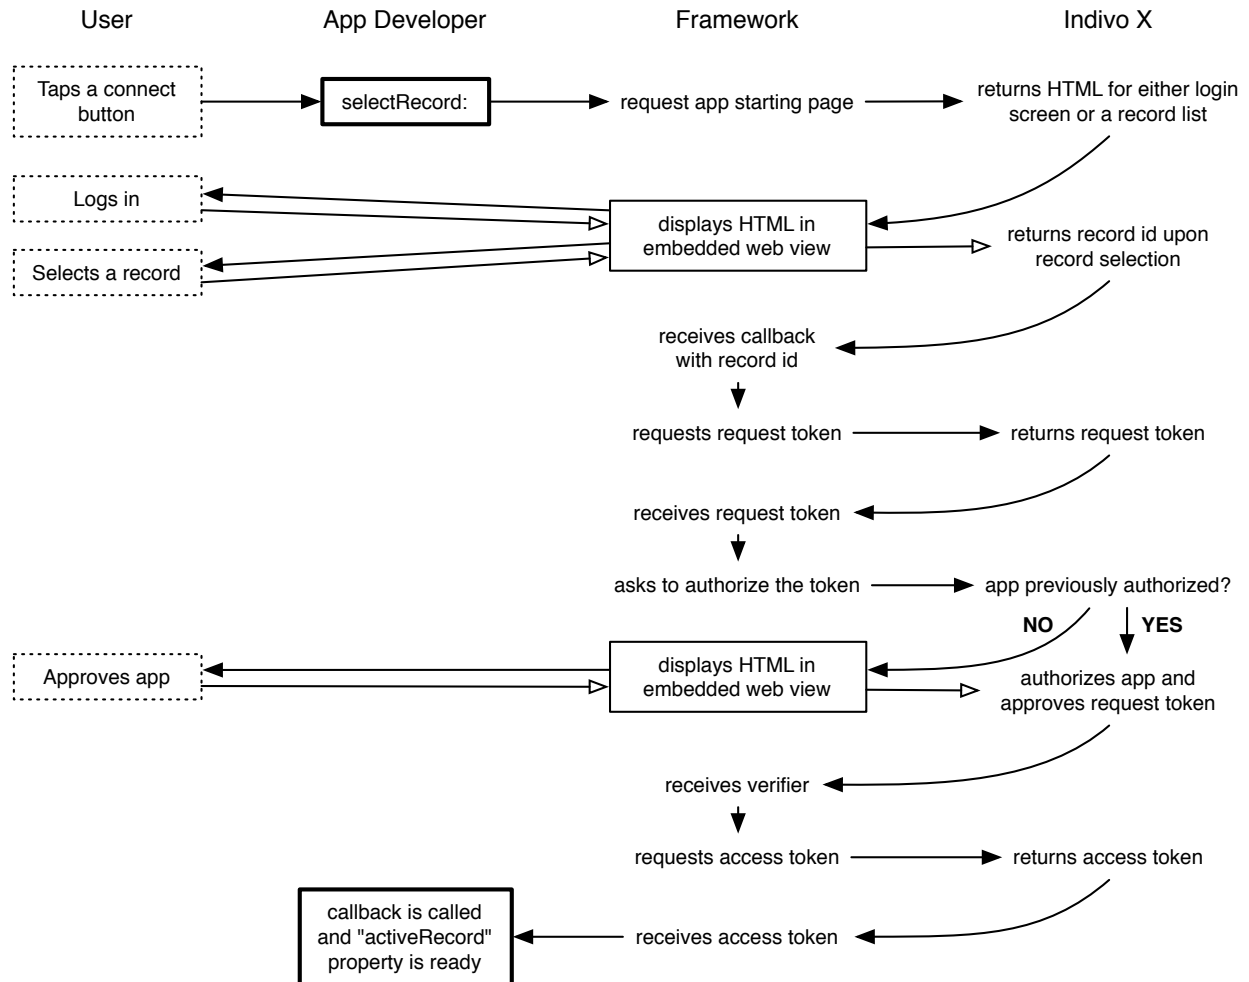 User
App Developer
Framework
Indivo X
Taps a connect
button
selectRecord:
request app starting page
returns HTML for either login
screen or a record list
Logs in
Selects a record
displays HTML in
embedded web view
returns record id upon
record selection
receives callback
with record id
requests request token
returns request token
receives request token
asks to authorize the token
app previously authorized?
NO
YES
Approves app
displays HTML in
embedded web view
authorizes app and
approves request token
receives verifier
requests access token
returns access token
callback is called
and "activeRecord"
property is ready
receives access token